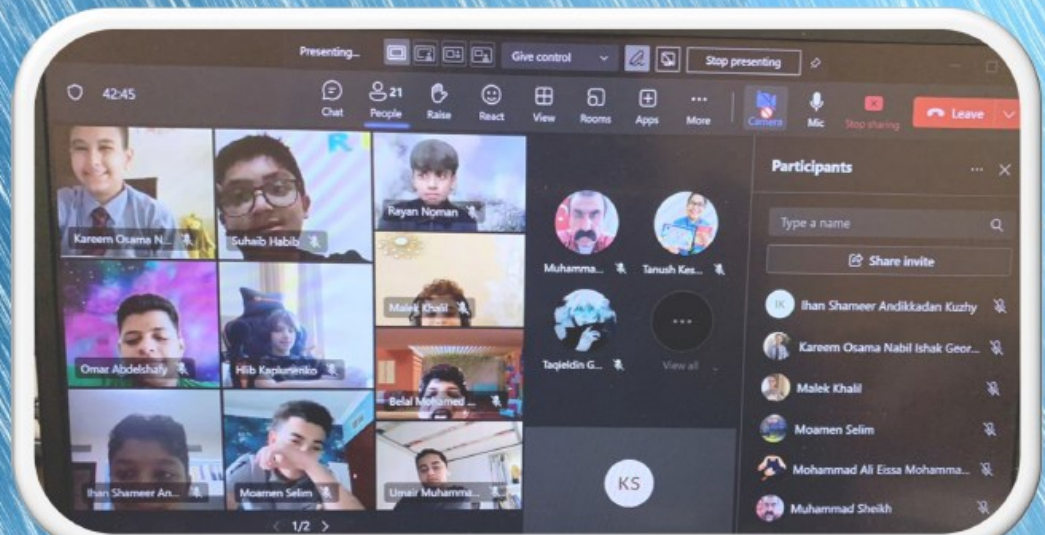 Presenting...
Give control
Stop presenting
42:45
Chat
21
People
Raise
React
View
Rooms
Apps
More
Camera
Mic
Stop sharing
Leave
Kareem Osama N...
Suhaib Habib
Rayan Noman
Malek Khalil
Omar Abdelshafy
Hlib Kaplunenko
Belal Mohamed ...
Ihan Shameer An...
Moamen Selim
Umair Muhamma...
1/2
Muhamma...
Tanush Kes...
Taqieldin G...
View all
KS
Participants
Type a name
Share invite
IK
Ihan Shameer Andikkadan Kuzhy
Kareem Osama Nabil Ishak Geor...
Malek Khalil
Moamen Selim
Mohammad Ali Eissa Mohamma...
Muhammad Sheikh